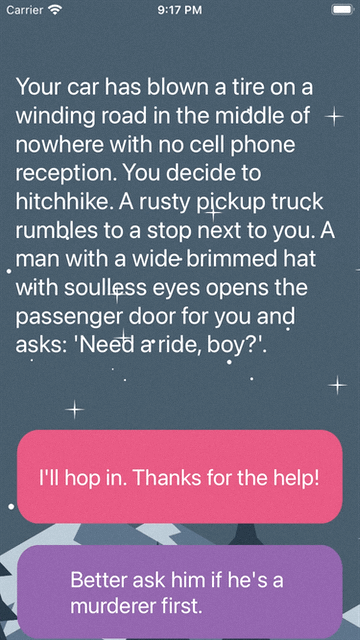 Carrier
9:17 PM
Your car has blown a tire on a
winding road in the middle of
nowhere with no cell phone
reception. You decide to
hitchhike. A rusty pickup truck
rumbles to a stop next to you. A
man with a wide-brimmed hat
with soulless eyes opens the
passenger door for you and
asks: 'Need a ride, boy?'.
I'll hop in. Thanks for the help!
Better ask him if he's a
murderer first.